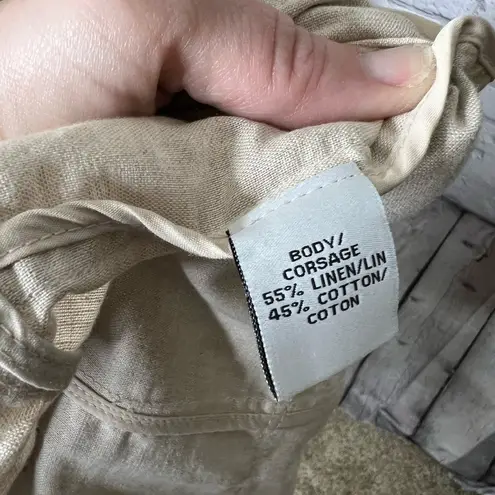 BODY/
CORSAGE
55% LINEN/LIN
45% COTTON/
COTON